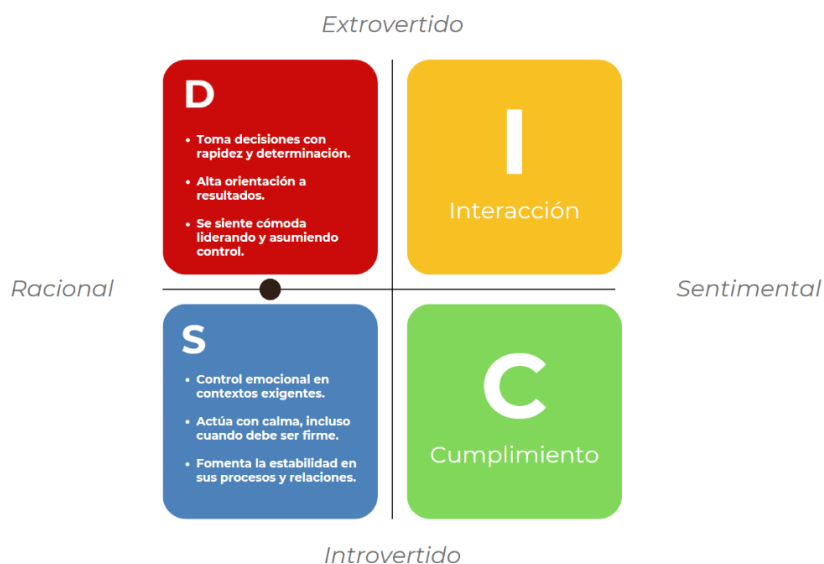 Extrovertido
D
• Toma decisiones con
rapidez y determinación.
• Alta orientación a
resultados.
• Se siente cómoda
liderando y asumiendo
control.
I
Interacción
Racional
Sentimental
S
• Control emocional en
contextos exigentes.
• Actúa con calma, incluso
cuando debe ser firme.
• Fomenta la estabilidad en
sus procesos y relaciones.
C
Cumplimiento
Introvertido